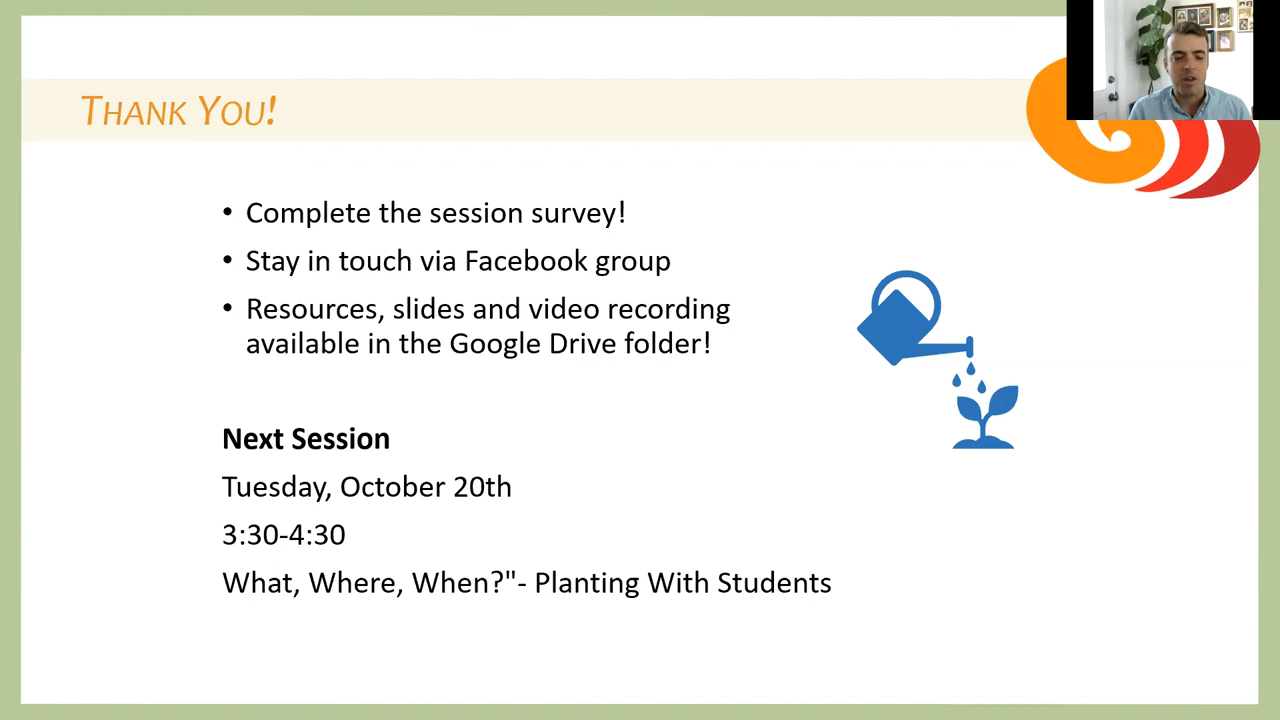 THANK YOU!
• Complete the session survey!
• Stay in touch via Facebook group
• Resources, slides and video recording
available in the Google Drive folder!
Next Session
Tuesday, October 20th
3:30-4:30
What, Where, When?"- Planting With Students